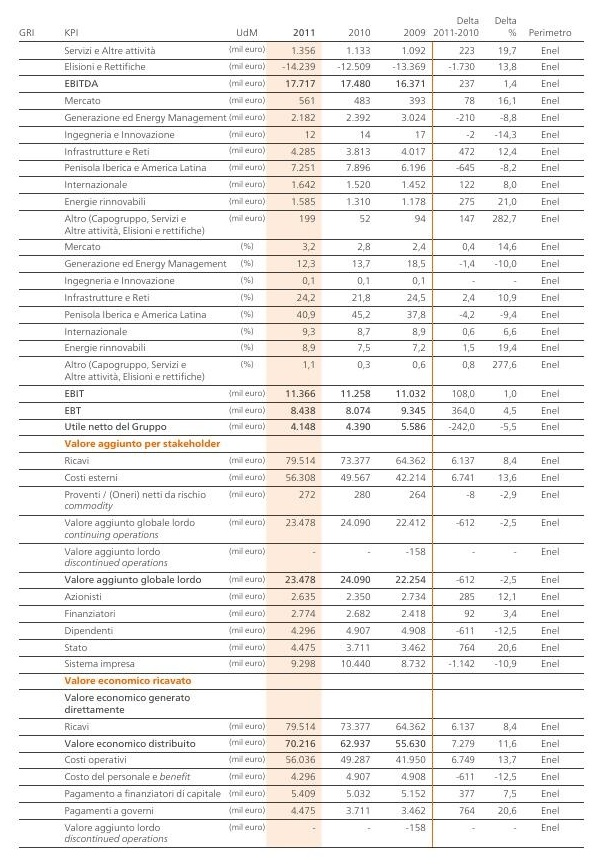 Delta Delta
GRI KPI UdM 2011 2010 2009 2011-2010 % Perimetro
Servizi e Altre attività (mil euro) 1.356 1.133 1.092 223 19,7 Enel
Elisioni e Rettifiche (mil euro) -14.239 -12.509 -13.369 -1.730 13,8 Enel
EBITDA (mil euro) 17.717 17.480 16.371 237 1,4 Enel
Mercato (mil euro) 561 483 393 78 16,1 Enel
Generazione ed Energy Management (mil euro) 2.182 2.392 3.024 -210 -8,8 Enel
Ingegneria e Innovazione (mil euro) 12 14 17 -2 -14,3 Enel
Infrastrutture e Reti (mil euro) 4.285 3.813 4.017 472 12,4 Enel
Penisola Iberica e America Latina (mil euro) 7.251 7.896 6.196 -645 -8,2 Enel
Internazionale (mil euro) 1.642 1.520 1.452 122 8,0 Enel
Energie rinnovabili (mil euro) 1.585 1.310 1.178 275 21,0 Enel
Altro (Capogruppo, Servizi e (mil euro) 199 52 94 147 282,7 Enel
Altre attività, Elisioni e rettifiche)
Mercato (%) 3,2 2,8 2,4 0,4 14,6 Enel
Generazione ed Energy Management (%) 12,3 13,7 18,5 -1,4 -10,0 Enel
Ingegneria e Innovazione (%) 0,1 0,1 0,1 - - Enel
Infrastrutture e Reti (%) 24,2 21,8 24,5 2,4 10,9 Enel
Penisola Iberica e America Latina (%) 40,9 45,2 37,8 -4,2 -9,4 Enel
Internazionale (%) 9,3 8,7 8,9 0,6 6,6 Enel
Energie rinnovabili (%) 8,9 7,5 7,2 1,5 19,4 Enel
Altro (Capogruppo, Servizi e (%) 1,1 0,3 0,6 0,8 277,6 Enel
Altre attività, Elisioni e rettifiche)
EBIT (mil euro) 11.366 11.258 11.032 108,0 1,0 Enel
EBT (mil euro) 8.438 8.074 9.345 364,0 4,5 Enel
Utile netto del Gruppo (mil euro) 4.148 4.390 5.586 -242,0 -5,5 Enel
Valore aggiunto per stakeholder
Ricavi (mil euro) 79.514 73.377 64.362 6.137 8,4 Enel
Costi esterni (mil euro) 56.308 49.567 42.214 6.741 13,6 Enel
Proventi / (Oneri) netti da rischio (mil euro) 272 280 264 -8 -2,9 Enel
commodity
Valore aggiunto globale lordo (mil euro) 23.478 24.090 22.412 -612 -2,5 Enel
continuing operations
Valore aggiunto lordo (mil euro) - - -158 - - Enel
discontinued operations
Valore aggiunto globale lordo (mil euro) 23.478 24.090 22.254 -612 -2,5 Enel
Azionisti (mil euro) 2.635 2.350 2.734 285 12,1 Enel
Finanziatori (mil euro) 2.774 2.682 2.418 92 3,4 Enel
Dipendenti (mil euro) 4.296 4.907 4.908 -611 -12,5 Enel
Stato (mil euro) 4.475 3.711 3.462 764 20,6 Enel
Sistema impresa (mil euro) 9.298 10.440 8.732 -1.142 -10,9 Enel
Valore economico ricavato
Valore economico generato
direttamente
Ricavi (mil euro) 79.514 73.377 64.362 6.137 8,4 Enel
Valore economico distribuito (mil euro) 70.216 62.937 55.630 7.279 11,6 Enel
Costi operativi (mil euro) 56.036 49.287 41.950 6.749 13,7 Enel
Costo del personale e benefit (mil euro) 4.296 4.907 4.908 -611 -12,5 Enel
Pagamento a finanziatori di capitale (mil euro) 5.409 5.032 5.152 377 7,5 Enel
Pagamenti a governi (mil euro) 4.475 3.711 3.462 764 20,6 Enel
Valore aggiunto lordo (mil euro) - - -158 - - Enel
discontinued operations